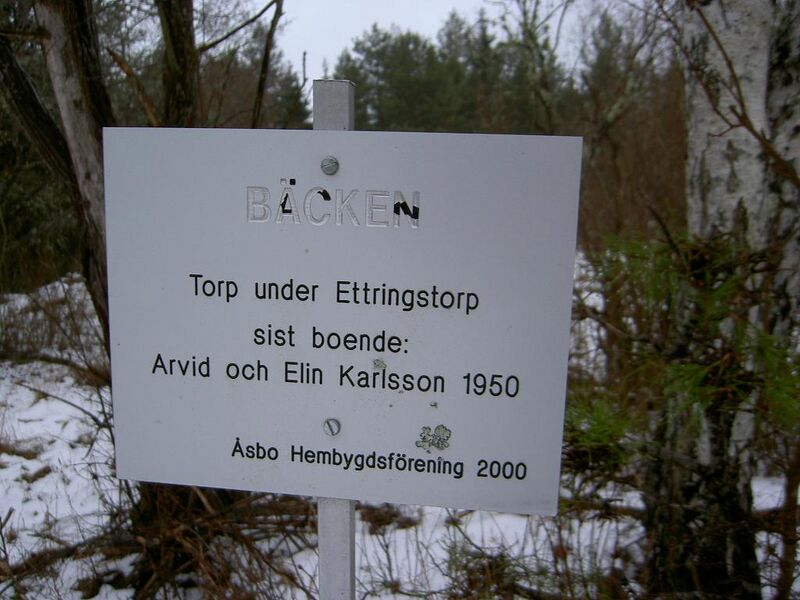 BÄCKEN
Torp under Ettringstorp
sist boende:
Arvid och Elin Karlsson 1950
Åsbo Hembygdsförening 2000